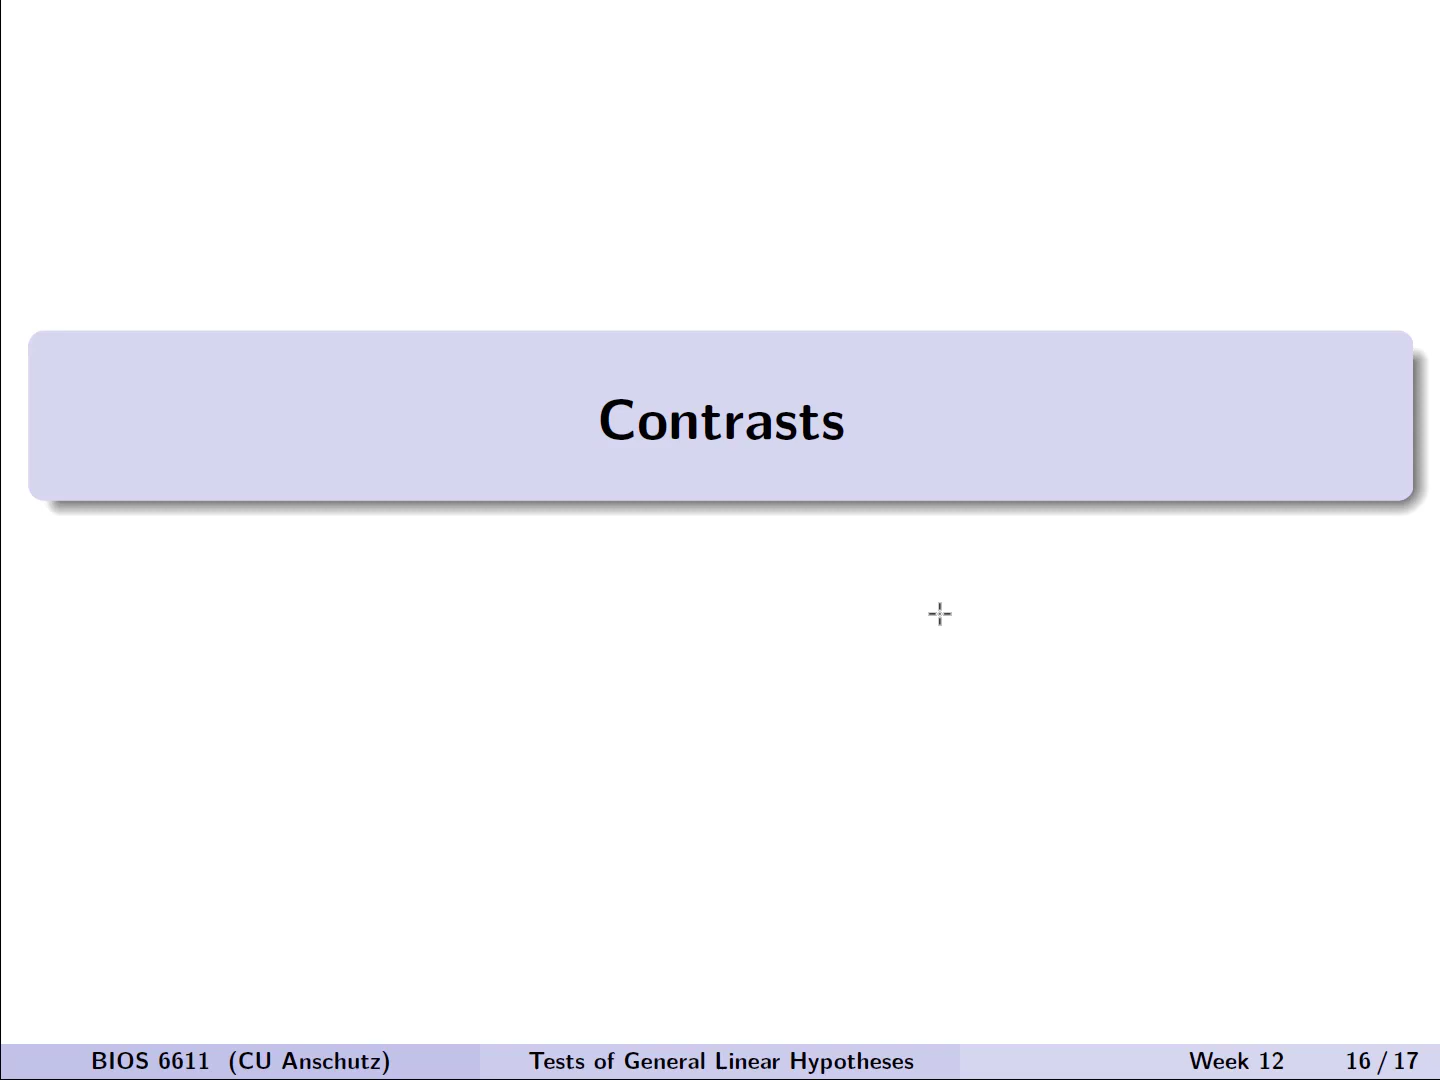 Contrasts
BIOS 6611 (CU Anschutz)
Tests of General Linear Hypotheses
Week 12
16 / 17